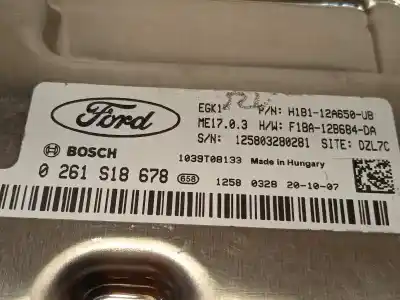 Ford
EGK1 P/N: H1B1-12A650-UB
ME17.0.3 H/W: F1BA-12B684-DA
S/N: 125803280281 SITE: DZL7C
BOSCH
1039T08133 Made in Hungary
0 261 S18 678 658 1258 0328 20-10-07